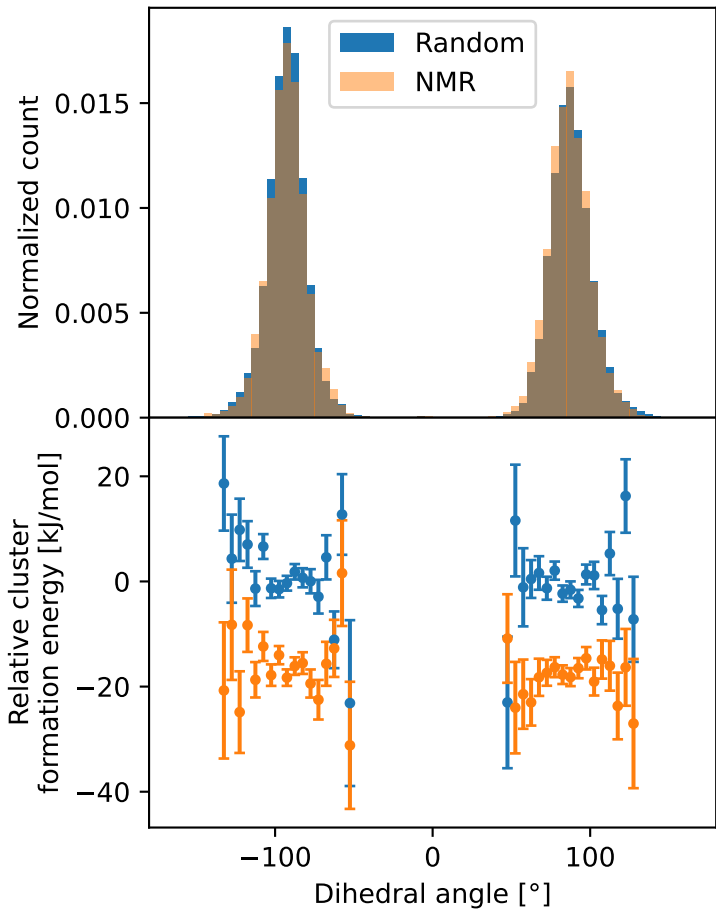 Random
NMR
Normalized count
0.015
0.010
0.005
0.000
Relative cluster
formation energy [kJ/mol]
20
0
−20
−40
−100
0
100
Dihedral angle [°]